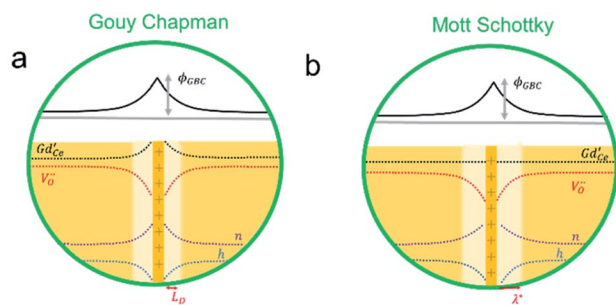 Gouy Chapman
Mott Schottky
a
b
ϕGBC
ϕGBC
Gd′Ce
V··O
n
h
LD
Gd′Ce
V··O
n
h
λ*